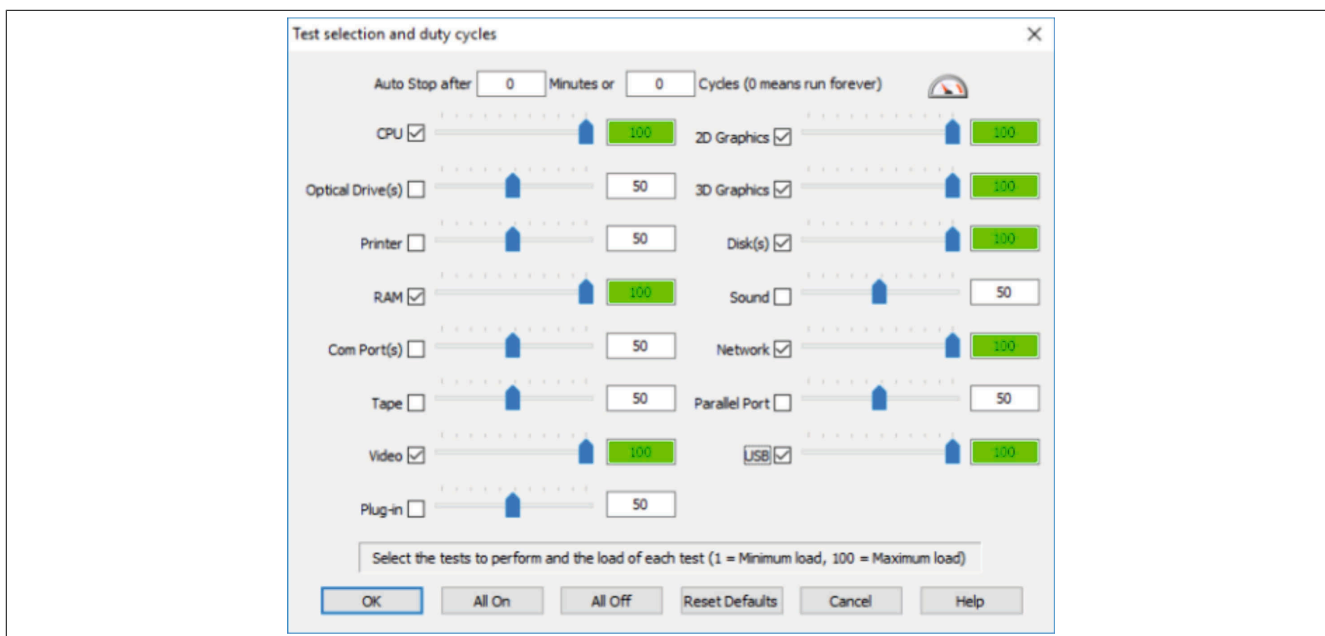 Test selection and duty cycles
Auto Stop after 0 Minutes or 0 Cycles (0 means run forever)
CPU 100 2D Graphics 100
Optical Drive(s) 50 3D Graphics 100
Printer 50 Disk(s) 100
RAM 100 Sound 50
Com Port(s) 50 Network 100
Tape 50 Parallel Port 50
Video 100 USB 100
Plug-in 50
Select the tests to perform and the load of each test (1 = Minimum load, 100 = Maximum load)
OK All On All Off Reset Defaults Cancel Help